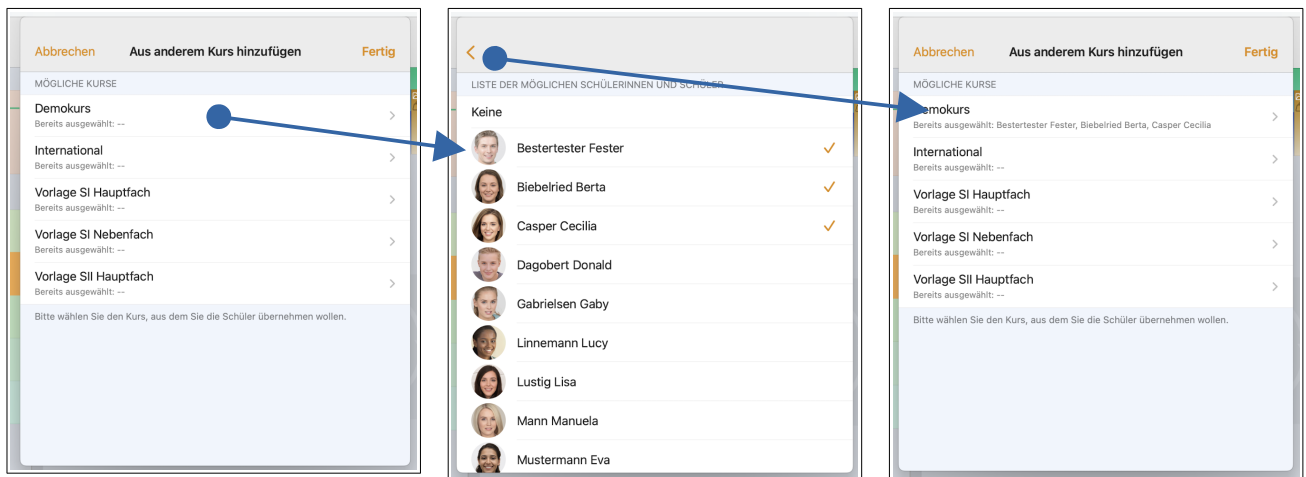 Abbrechen Aus anderem Kurs hinzufügen Fertig
MÖGLICHE KURSE
Demokurs
Bereits ausgewählt: --
International
Bereits ausgewählt: --
Vorlage SI Hauptfach
Bereits ausgewählt: --
Vorlage SI Nebenfach
Bereits ausgewählt: --
Vorlage SII Hauptfach
Bereits ausgewählt: --
Bitte wählen Sie den Kurs, aus dem Sie die Schüler übernehmen wollen.
LISTE DER MÖGLICHEN SCHÜLERINNEN UND SCHÜLER
Keine
Bestertester Fester
Biebelried Berta
Casper Cecilia
Dagobert Donald
Gabrielsen Gaby
Linnemann Lucy
Lustig Lisa
Mann Manuela
Mustermann Eva
Abbrechen Aus anderem Kurs hinzufügen Fertig
MÖGLICHE KURSE
Demokurs
Bereits ausgewählt: Bestertester Fester, Biebelried Berta, Casper Cecilia
International
Bereits ausgewählt: --
Vorlage SI Hauptfach
Bereits ausgewählt: --
Vorlage SI Nebenfach
Bereits ausgewählt: --
Vorlage SII Hauptfach
Bereits ausgewählt: --
Bitte wählen Sie den Kurs, aus dem Sie die Schüler übernehmen wollen.